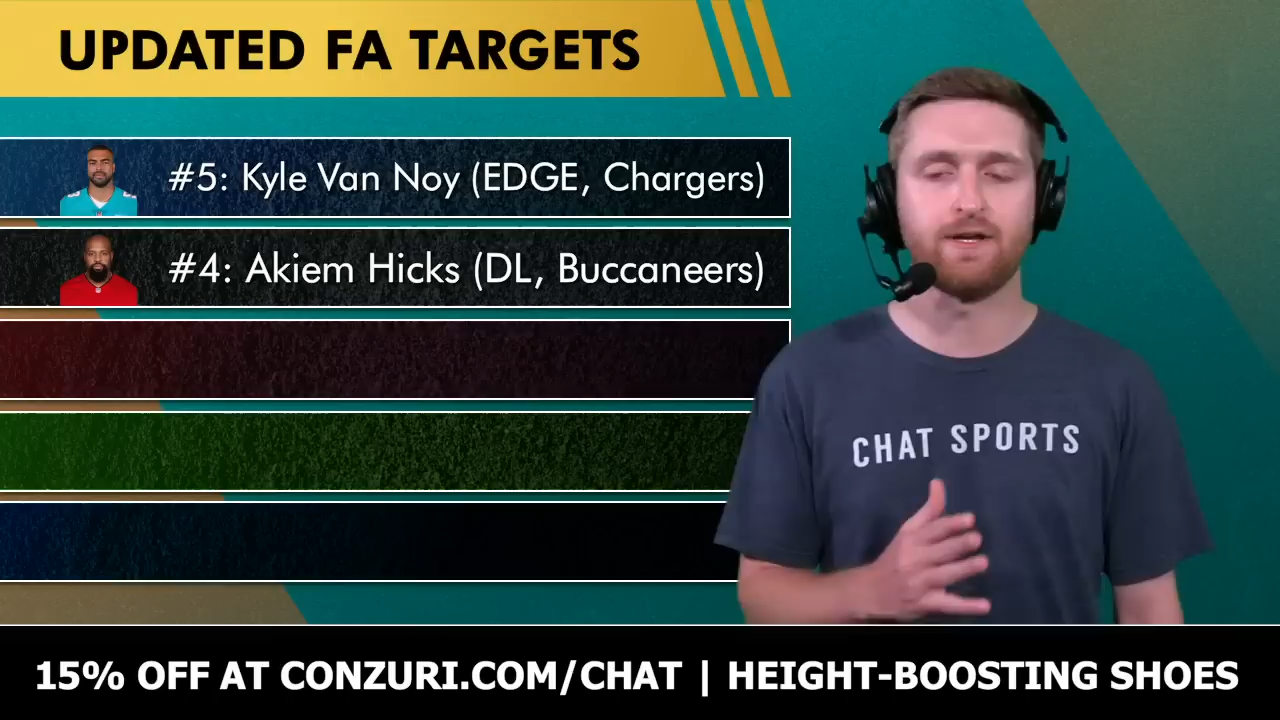 UPDATED FA TARGETS
#5: Kyle Van Noy (EDGE, Chargers)
#4: Akiem Hicks (DL, Buccaneers)
CHAT SPORTS
15% OFF AT CONZURI.COM/CHAT | HEIGHT-BOOSTING SHOES